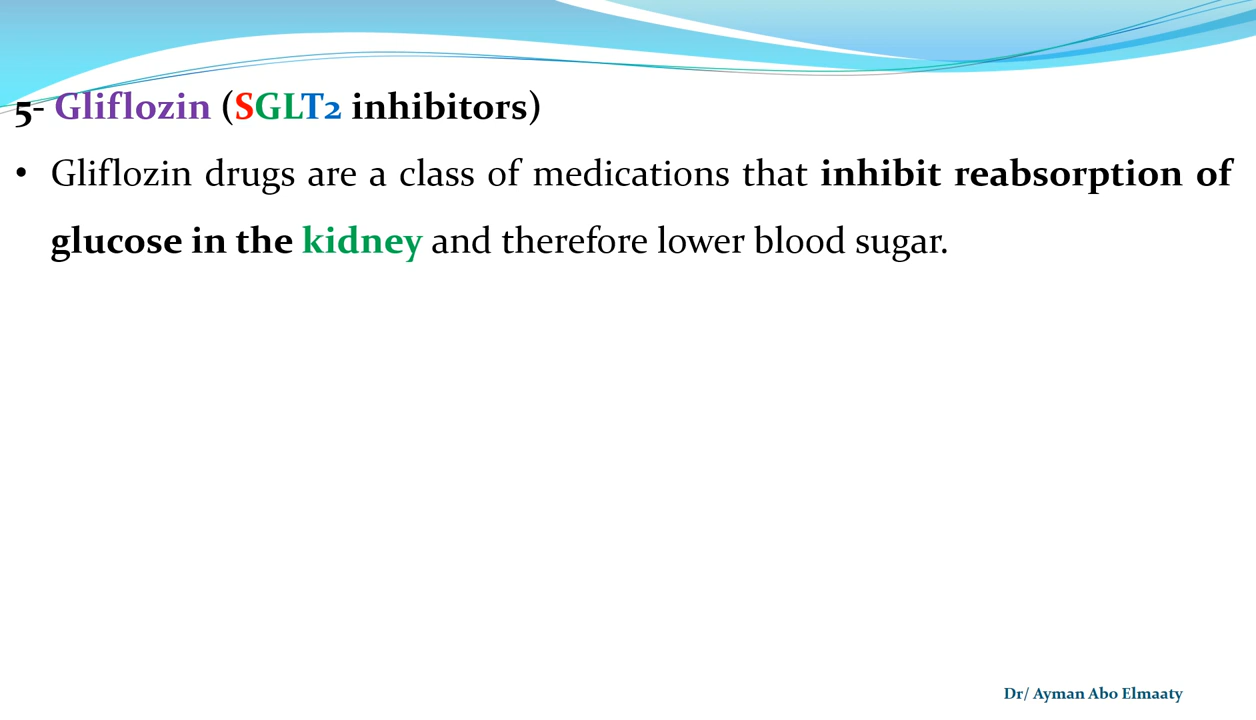 5- Gliflozin (SGLT2 inhibitors)
• Gliflozin drugs are a class of medications that inhibit reabsorption of
glucose in the kidney and therefore lower blood sugar.
Dr/ Ayman Abo Elmaaty